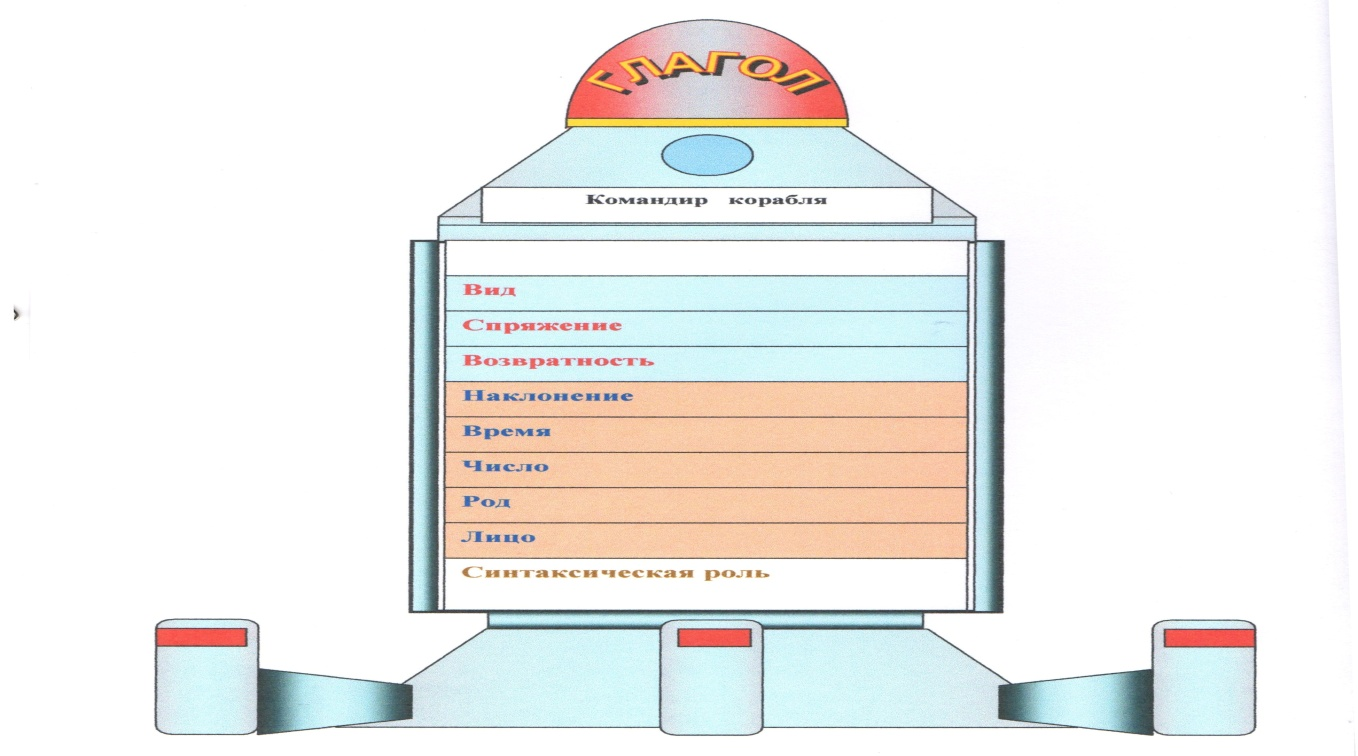 ГЛАГОЛ
Командир корабля
Вид
Спряжение
Возвратность
Наклонение
Время
Число
Род
Лицо
Синтаксическая роль